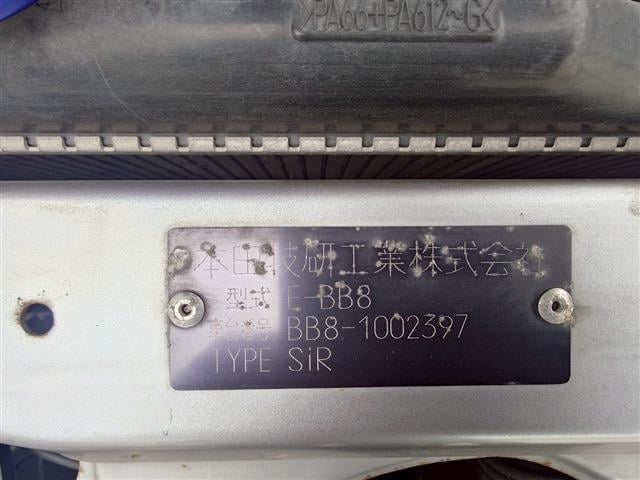 >PA66+PA612-G<
本田技研工業株式会社
型式 E-BB8
車台番号 BB8-1002397
TYPE SiR